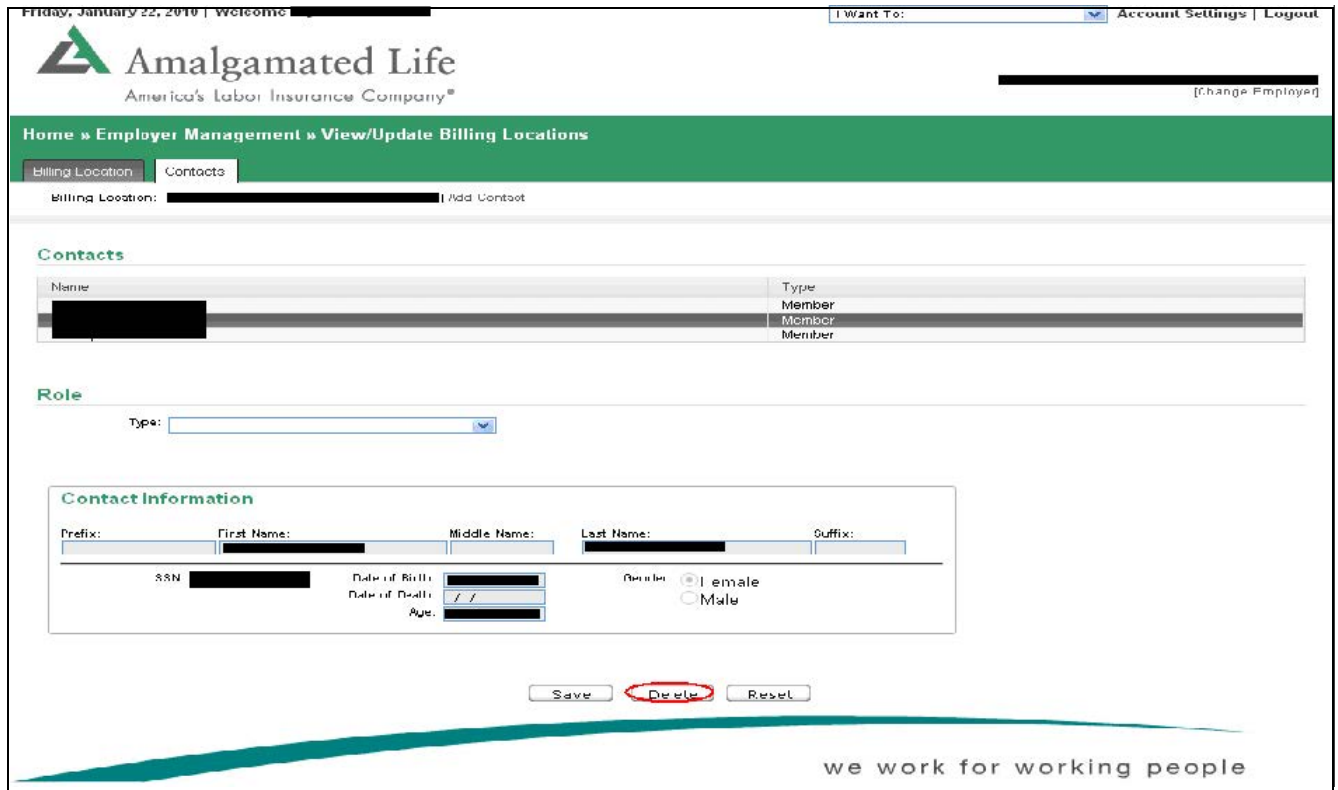 Friday, January 22, 2010 | Welcome
I Want To: Account Settings | Logout
Amalgamated Life
America's Labor Insurance Company®
[Change Employer]
Home » Employer Management » View/Update Billing Locations
Billing Location Contacts
Billing Location: | Add Contact
Contacts
Name Type
Member
Member
Member
Role
Type:
Contact Information
Prefix: First Name: Middle Name: Last Name: Suffix:
SSN Date of Birth Gender Female
Date of Death / / Male
Age:
Save Delete Reset
we work for working people